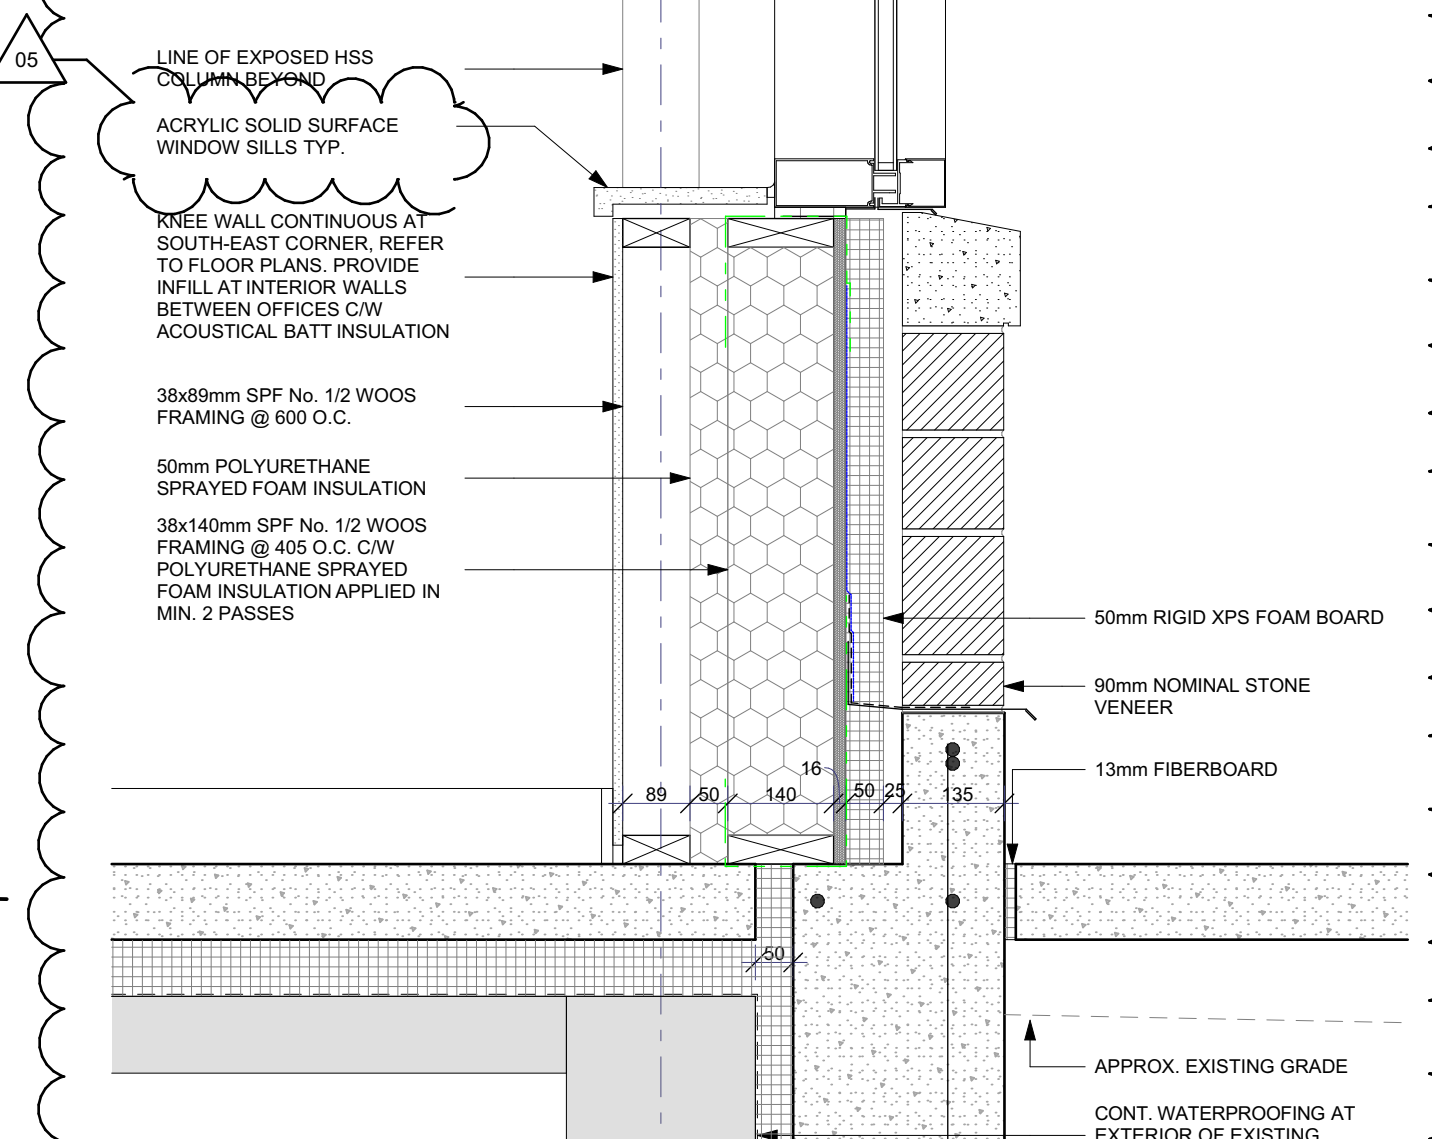 05
LINE OF EXPOSED HSS
COLUMN BEYOND
ACRYLIC SOLID SURFACE
WINDOW SILLS TYP.
KNEE WALL CONTINUOUS AT
SOUTH-EAST CORNER, REFER
TO FLOOR PLANS. PROVIDE
INFILL AT INTERIOR WALLS
BETWEEN OFFICES C/W
ACOUSTICAL BATT INSULATION
38x89mm SPF No. 1/2 WOOS
FRAMING @ 600 O.C.
50mm POLYURETHANE
SPRAYED FOAM INSULATION
38x140mm SPF No. 1/2 WOOS
FRAMING @ 405 O.C. C/W
POLYURETHANE SPRAYED
FOAM INSULATION APPLIED IN
MIN. 2 PASSES
50mm RIGID XPS FOAM BOARD
90mm NOMINAL STONE
VENEER
13mm FIBERBOARD
16
89 50 140 50 25 135
50
APPROX. EXISTING GRADE
CONT. WATERPROOFING AT
EXTERIOR OF EXISTING